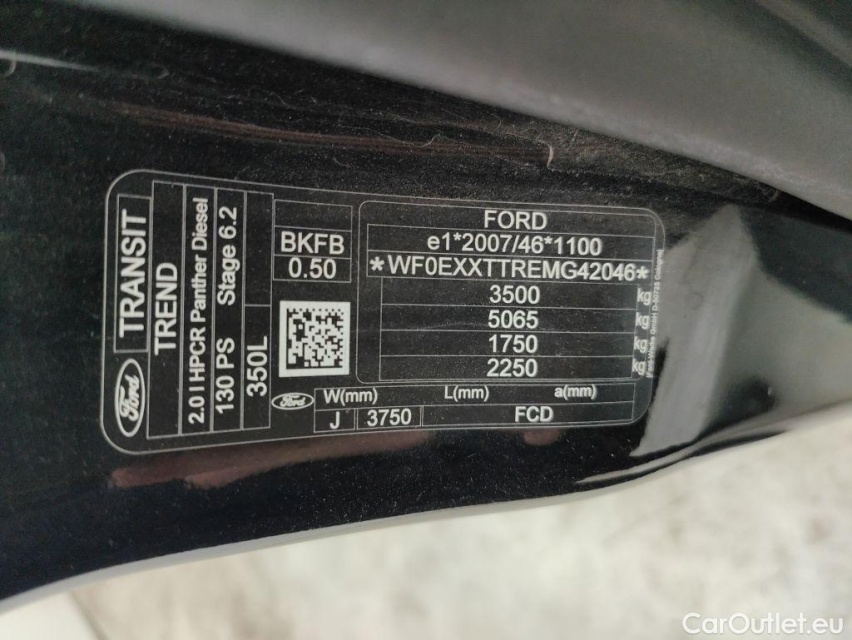 Ford
TRANSIT
TREND
2.0 l HPCR Panther Diesel
130 PS Stage 6.2
350L
BKFB
0.50
FORD
e1*2007/46*1100
*WF0EXXTTREMG42046*
3500 kg
5065 kg
1750 kg
2250 kg
Ford
W(mm) L(mm) a(mm)
J 3750 FCD
CarOutlet.eu